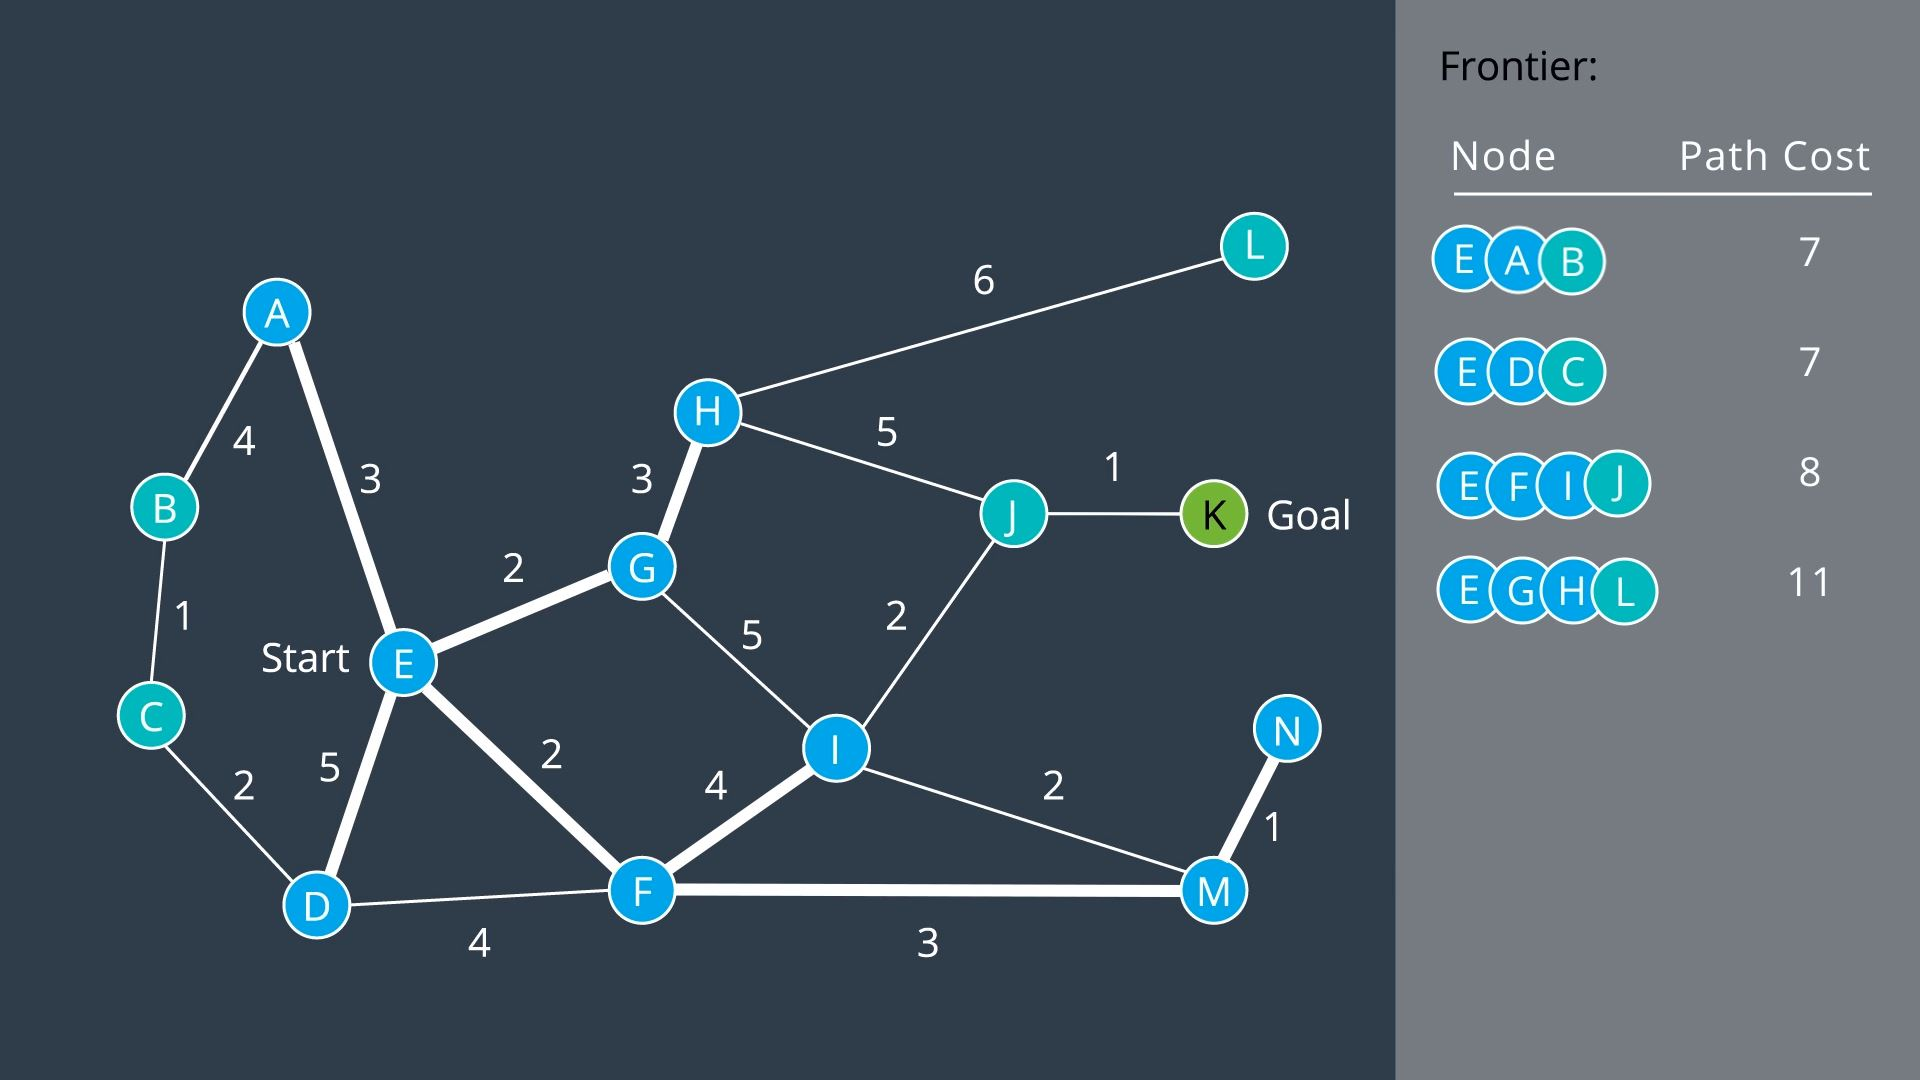 Frontier:
Node Path Cost
E A B 7
E D C 7
E F I J 8
E G H L 11
L
6
A
H
4
3
3
5
1
B
J
K Goal
2
G
1
5
2
Start E
C
N
5
2
I
2
4
2
1
D
F
M
4
3